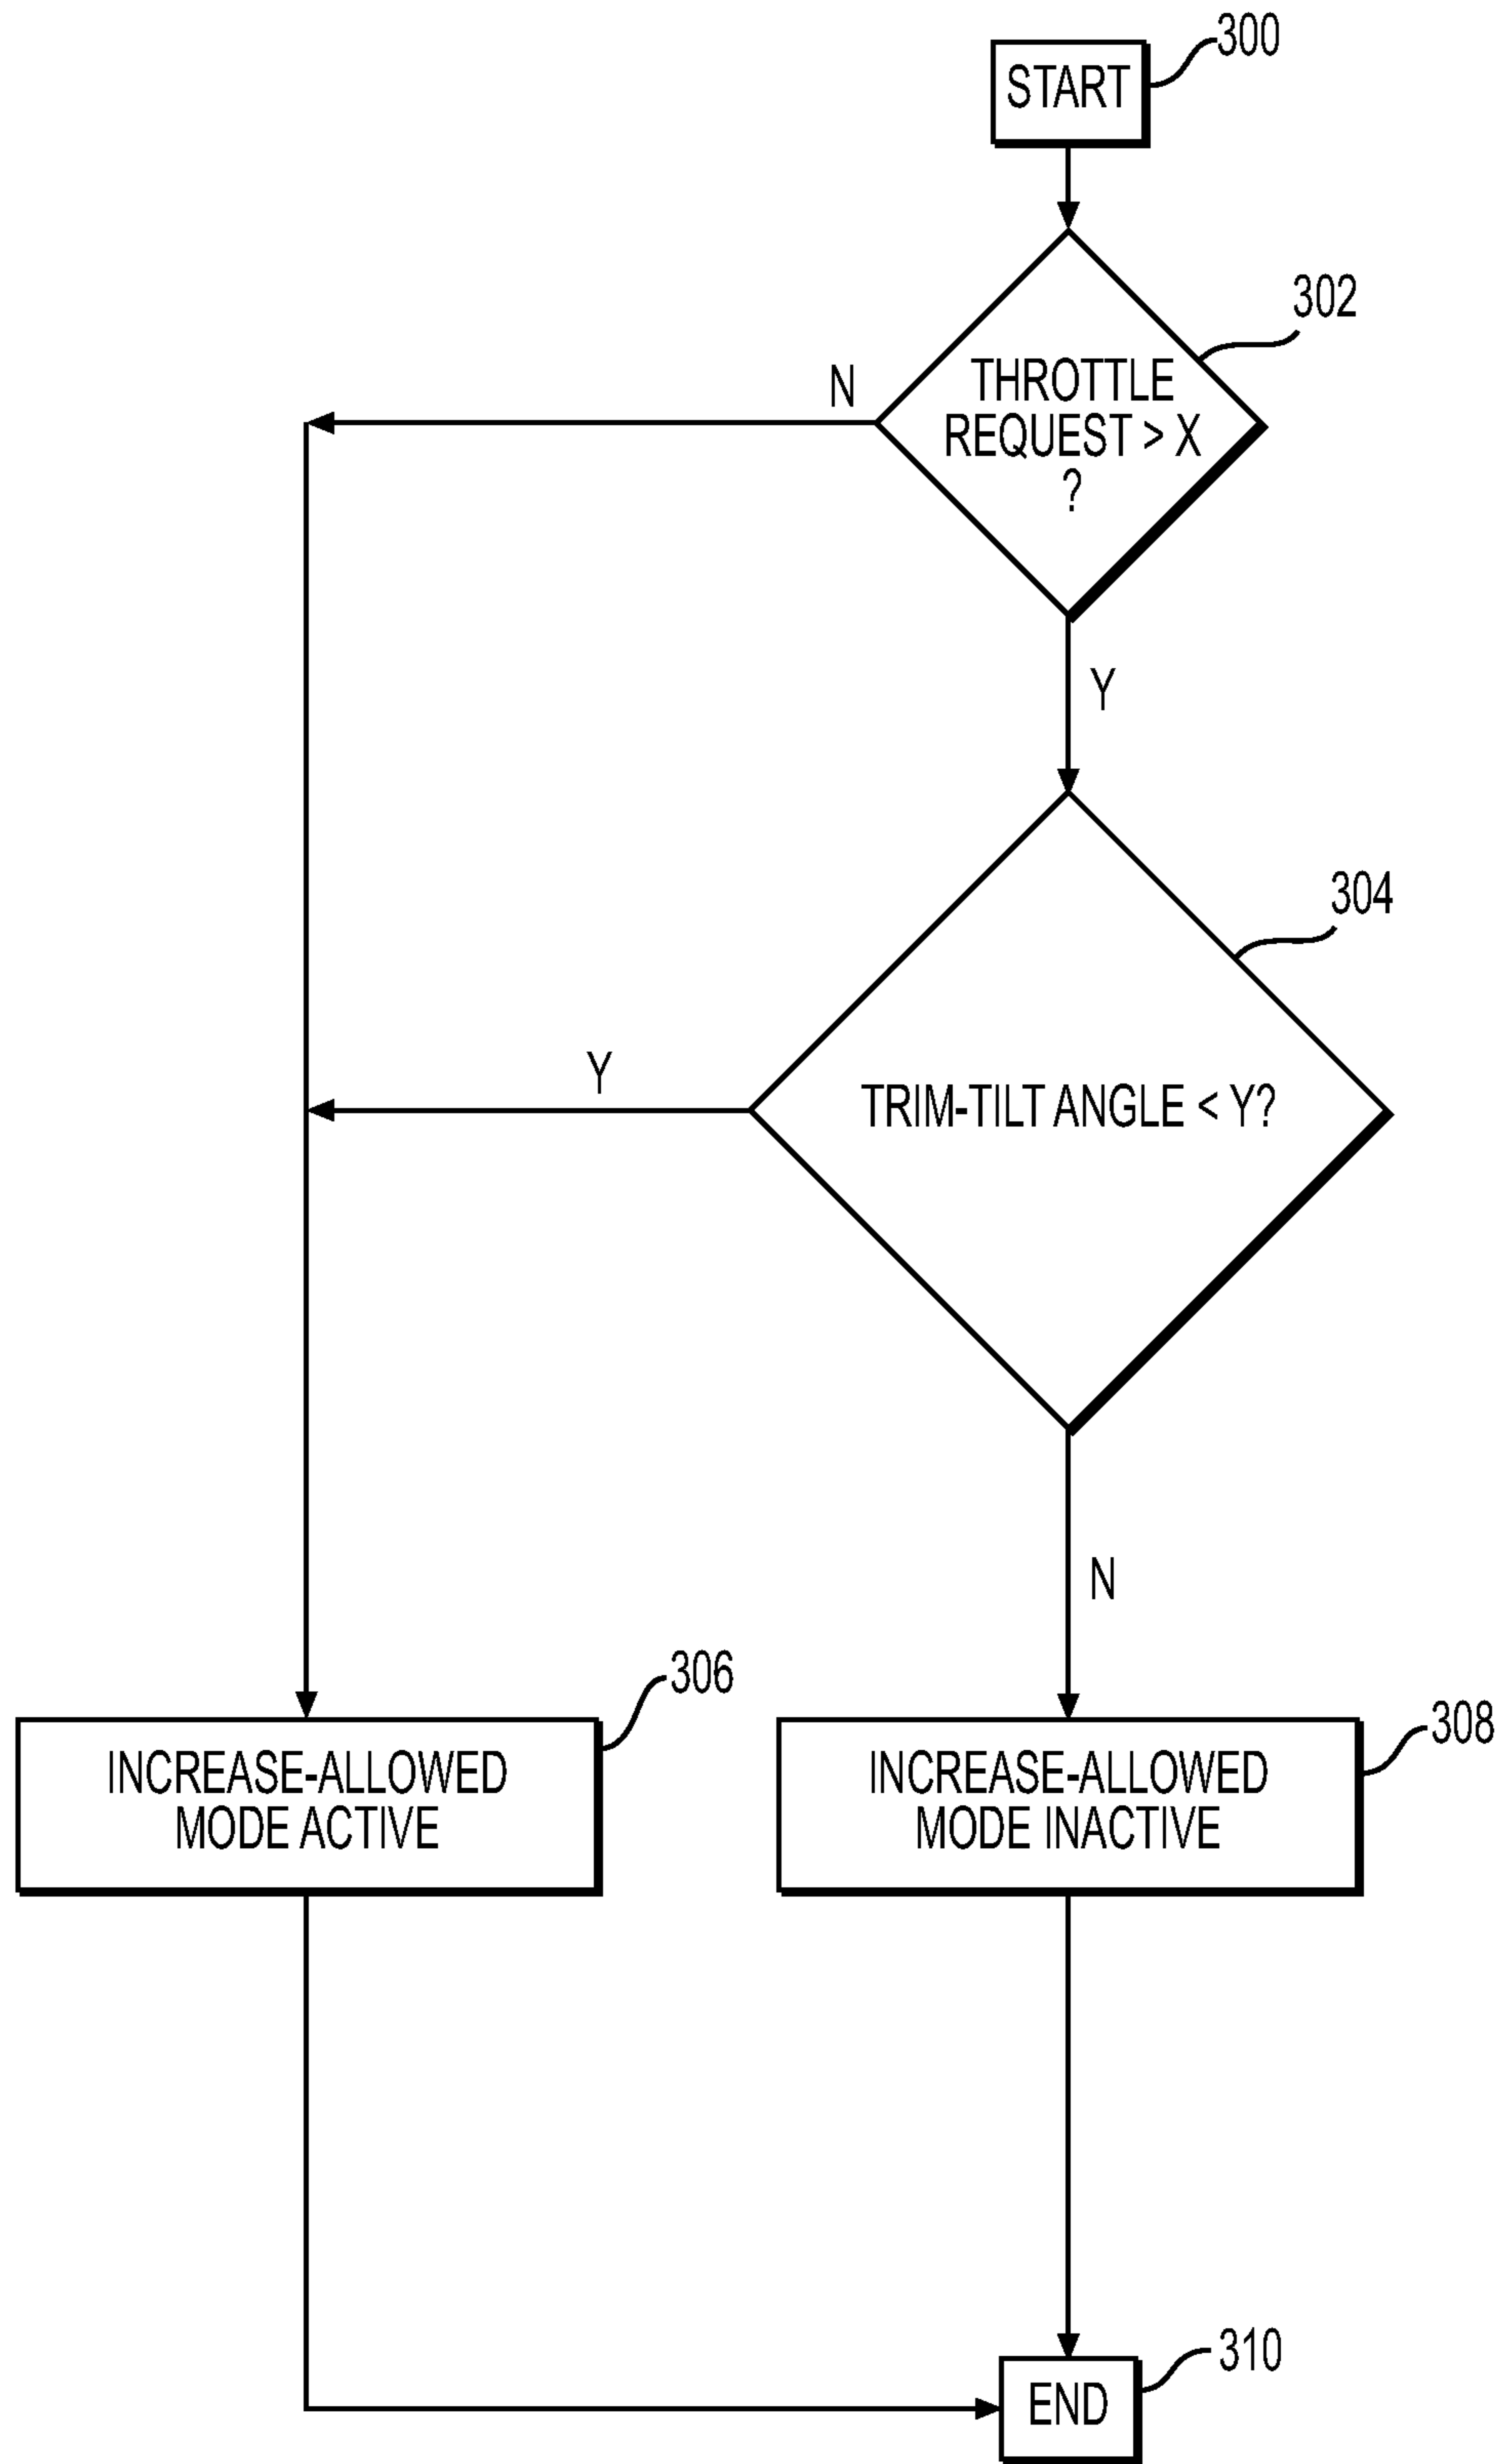 300
START
302
THROTTLE
REQUEST > X
?
N
Y
304
TRIM-TILT ANGLE < Y?
Y
N
306
308
INCREASE-ALLOWED
MODE ACTIVE
INCREASE-ALLOWED
MODE INACTIVE
310
END